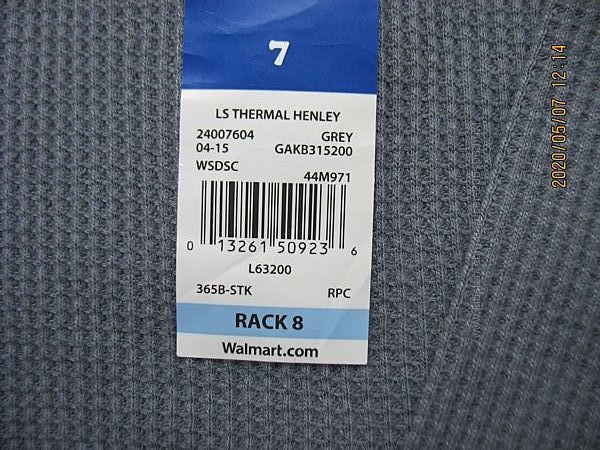 7
LS THERMAL HENLEY
24007604 GREY
04-15 GAKB315200
WSDSC 44M971
0 13261 50923 6
L63200
365B-STK RPC
RACK 8
Walmart.com
2020/05/07 12:14